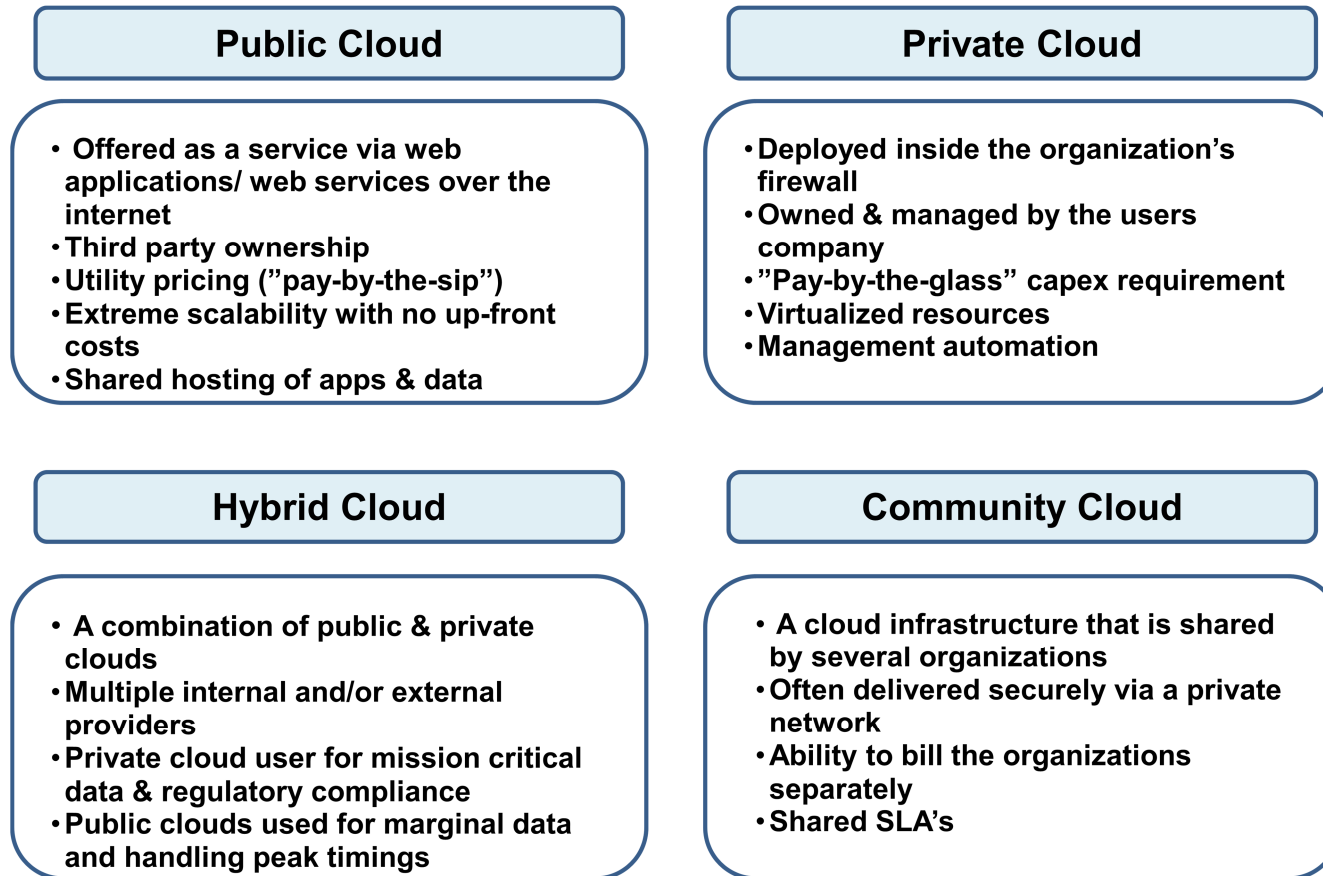 Public Cloud
• Offered as a service via web
applications/ web services over the
internet
•Third party ownership
•Utility pricing (”pay-by-the-sip”)
•Extreme scalability with no up-front
costs
•Shared hosting of apps & data
Private Cloud
•Deployed inside the organization’s
firewall
•Owned & managed by the users
company
•”Pay-by-the-glass” capex requirement
•Virtualized resources
•Management automation
Hybrid Cloud
• A combination of public & private
clouds
•Multiple internal and/or external
providers
•Private cloud user for mission critical
data & regulatory compliance
•Public clouds used for marginal data
and handling peak timings
Community Cloud
• A cloud infrastructure that is shared
by several organizations
•Often delivered securely via a private
network
•Ability to bill the organizations
separately
•Shared SLA’s